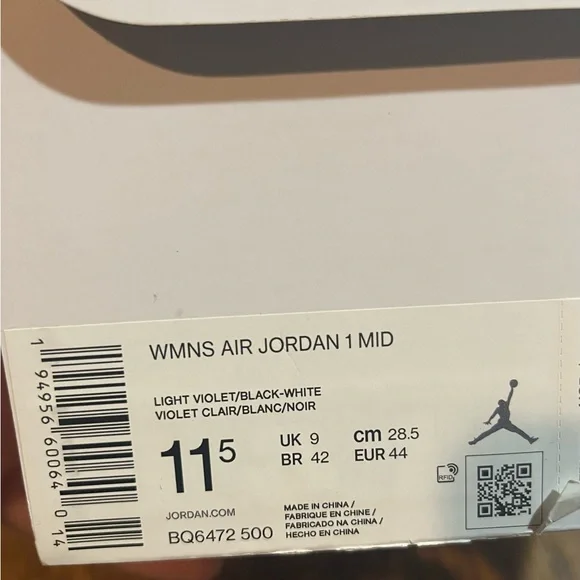 WMNS AIR JORDAN 1 MID
LIGHT VIOLET/BLACK-WHITE
VIOLET CLAIR/BLANC/NOIR
11 5
UK 9
cm 28.5
BR 42
EUR 44
RFID
JORDAN.COM
BQ6472 500
MADE IN CHINA /
FABRIQUE EN CHINE /
FABRICADO NA CHINA /
HECHO EN CHINA
1 94956 60064 0 14